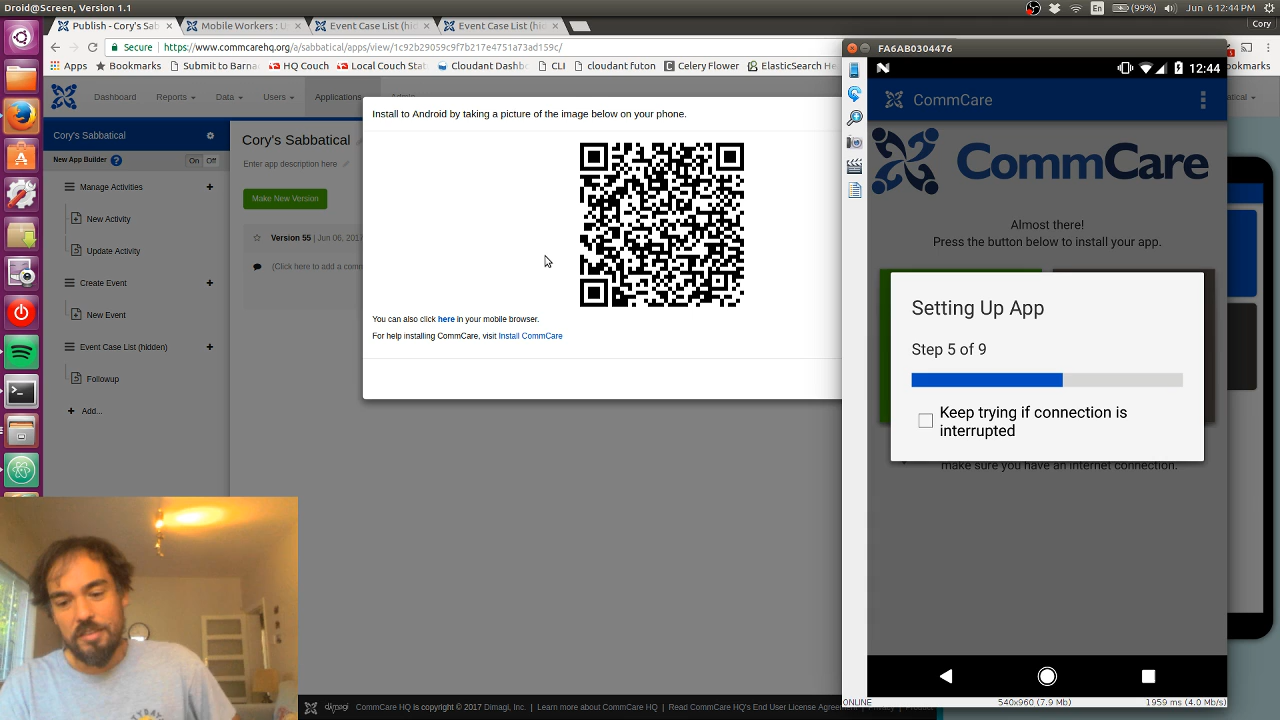 Droid@Screen, Version 1.1
En
(99%)
Jun 6 12:44 PM
Publish - Cory's Sab
Mobile Workers : U
Event Case List (hid
Event Case List (hid
Cory
Secure
https://www.commcarehq.org/a/sabbatical/apps/view/1c92b29059c9f7b217e4751a73ad159c/
Apps
Bookmarks
Submit to Barna
HQ Couch
Local Couch Stat
Cloudant Dashbo
CLI
cloudant futon
Celery Flower
ElasticSearch He
okmarks
Dashboard
Reports
Data
Users
Applications
Cory's Sabbatical
New App Builder
On
Off
Manage Activities
New Activity
Update Activity
Create Event
New Event
Event Case List (hidden)
Followup
Add...
Cory's Sabbatical
Enter app description here
Make New Version
Version 55 | Jun 06, 201
(Click here to add a com
Install to Android by taking a picture of the image below on your phone.
You can also click here in your mobile browser.
For help installing CommCare, visit Install CommCare
FA6AB0304476
12:44
CommCare
CommCare
Almost there!
Press the button below to install your app.
Setting Up App
Step 5 of 9
Keep trying if connection is
interrupted
make sure you have an internet connection.
ONLINE
540x960 (7.9 Mb)
1959 ms (4.0 Mb/s)
dimagi
CommCare HQ is copyright © 2017 Dimagi, Inc. | Learn more about CommCare HQ | Read CommCare HQ's End User License Agreeme